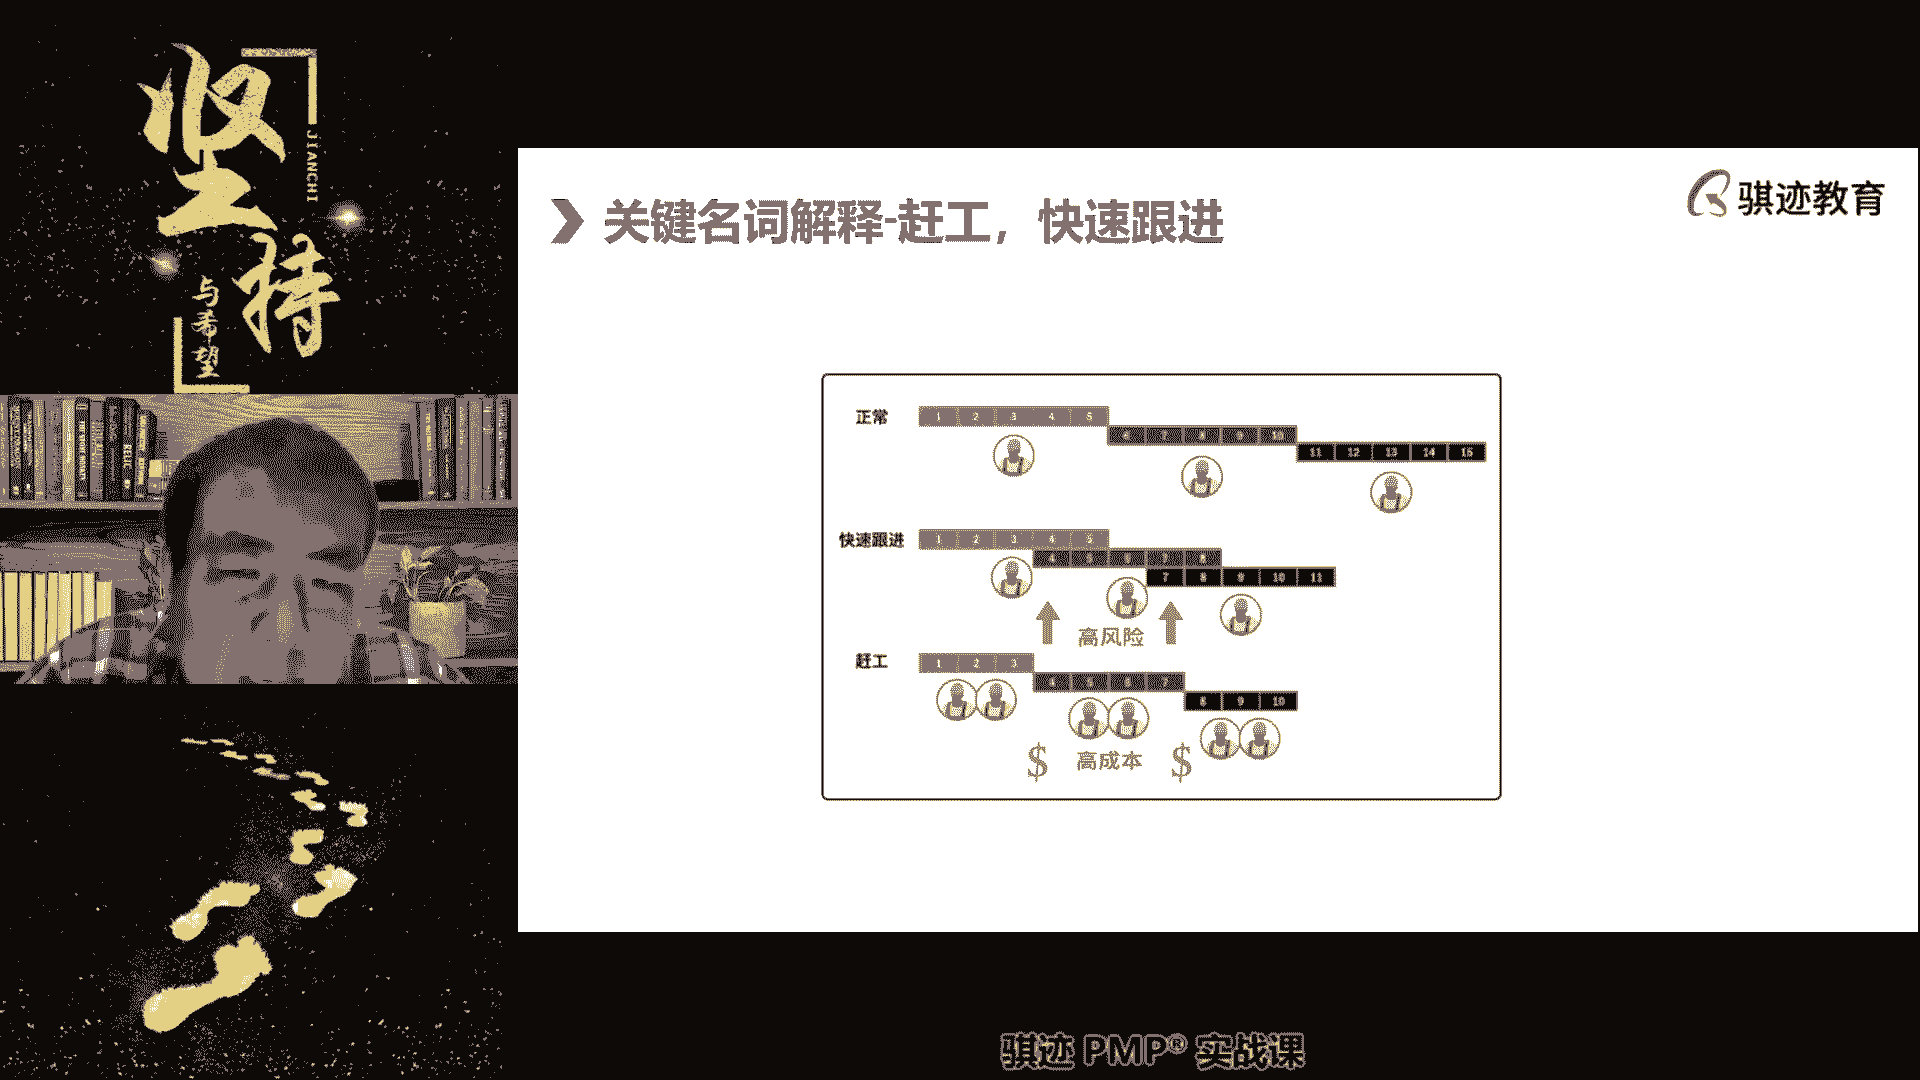 坚持
JIANCHI
与希望
关键名词解释-赶工，快速跟进
骐迹教育
正常
1 2 3 4 5
6 7 8 9 10
11 12 13 14 15
快速跟进
1 2 3 4 5
4 5 6 7 8
7 8 9 10 11
高风险
赶工
1 2 3
4 5 6 7
8 9 10
$ 高成本 $
骐迹 PMP® 实战课